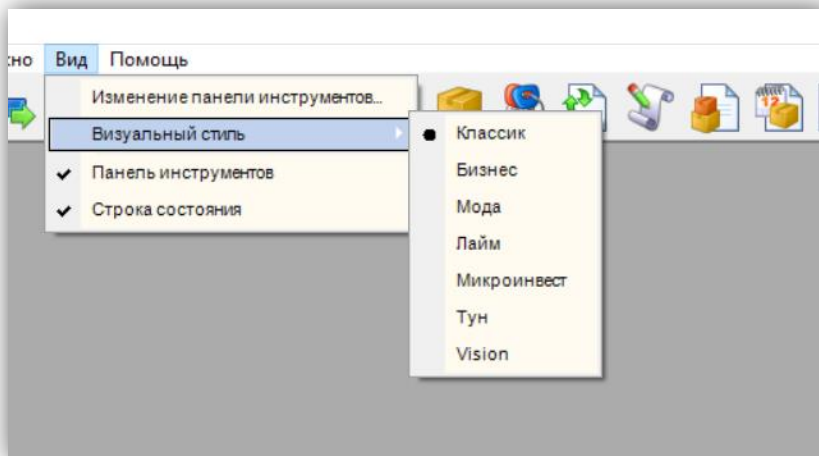 кно Вид Помощь
Изменение панели инструментов...
Визуальный стиль
Панель инструментов
Строка состояния
Классик
Бизнес
Мода
Лайм
Микроинвест
Тун
Vision
12